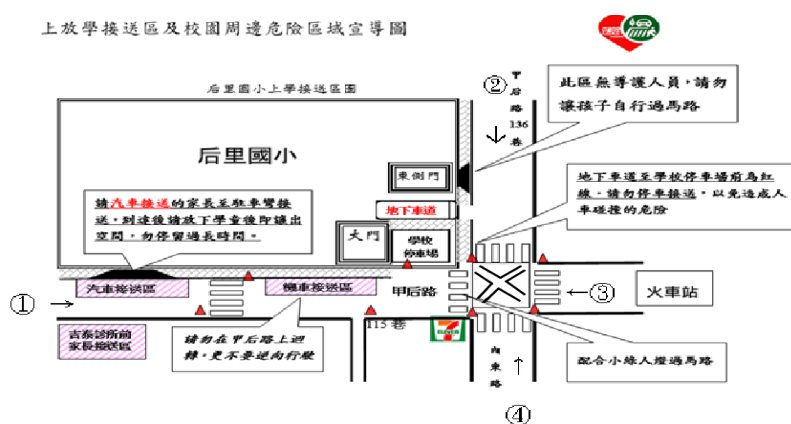 上放學接送區及校園周邊危險區域宣導圖
后里國小上學接送區圖
后里國小
②
甲后路136巷
此區無導護人員，請勿
讓孩子自行過馬路
東側門
地下車道
大門
學校
停車場
請汽車接送的家長至駐車彎接
送，到達後請放下學童後即讓出
空間，勿停留過長時間。
地下車道至學校停車場前為紅
線，請勿停車接送，以免造成人
車碰撞的危險
汽車接送區
機車接送區
甲后路
①
③
火車站
吉泰診所前
家長接送區
請勿在甲后路上迴
轉，更不要逆向行駛
115巷
7
ELEVEN
內東路
配合小綠人燈過馬路
④